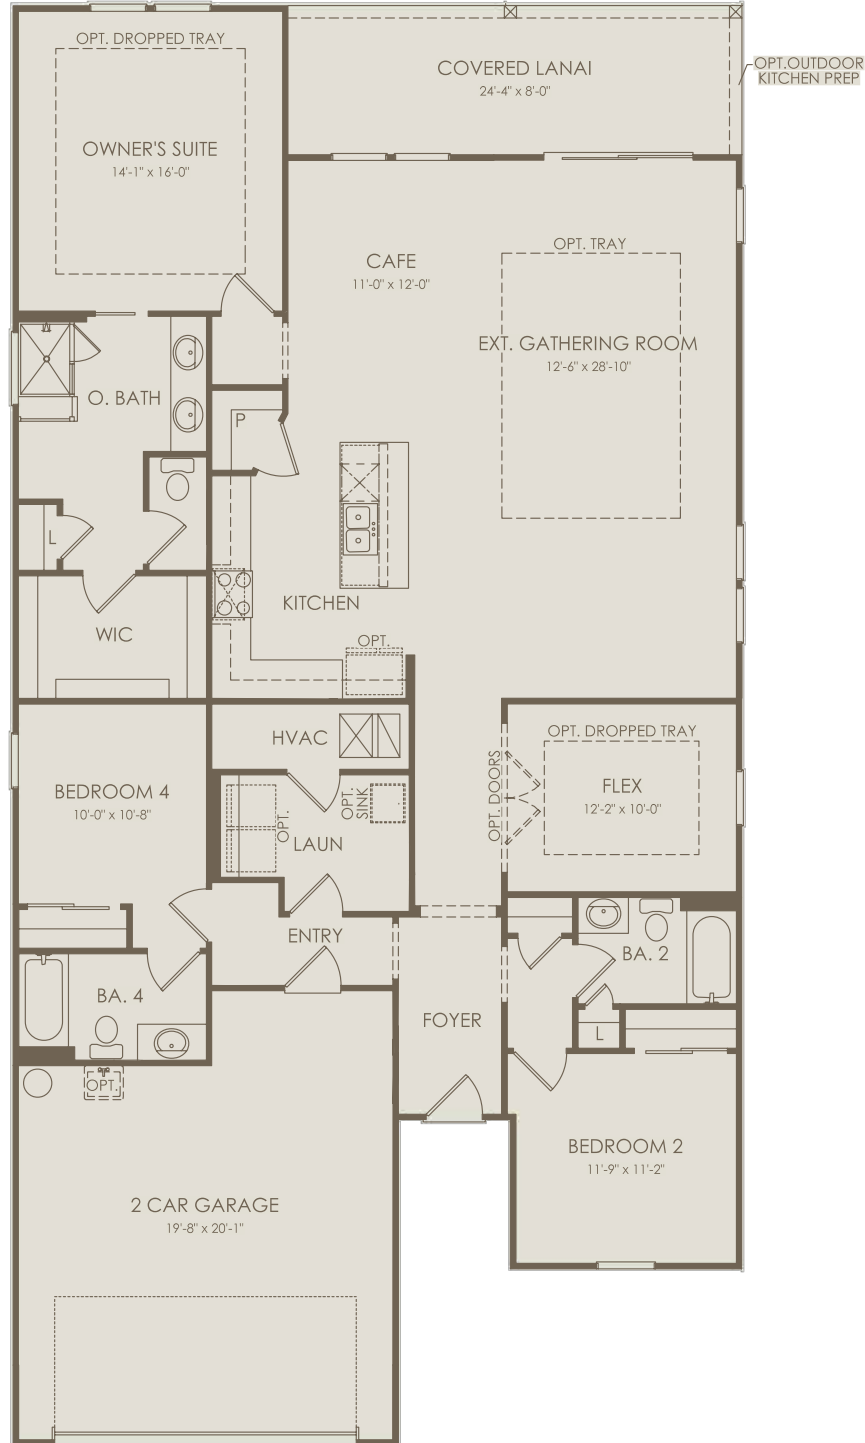 OPT. DROPPED TRAY
OWNER'S SUITE
14'-1" x 16'-0"
COVERED LANAI
24'-4" x 8'-0"
OPT.OUTDOOR
KITCHEN PREP
CAFE
11'-0" x 12'-0"
OPT. TRAY
EXT. GATHERING ROOM
12'-6" x 28'-10"
O. BATH
P
L
KITCHEN
WIC
OPT.
HVAC
OPT. DROPPED TRAY
FLEX
12'-2" x 10'-0"
OPT. DOORS
BEDROOM 4
10'-0" x 10'-8"
OPT.
OPT.
SINK
LAUN
ENTRY
BA. 2
BA. 4
FOYER
L
OPT.
BEDROOM 2
11'-9" x 11'-2"
2 CAR GARAGE
19'-8" x 20'-1"